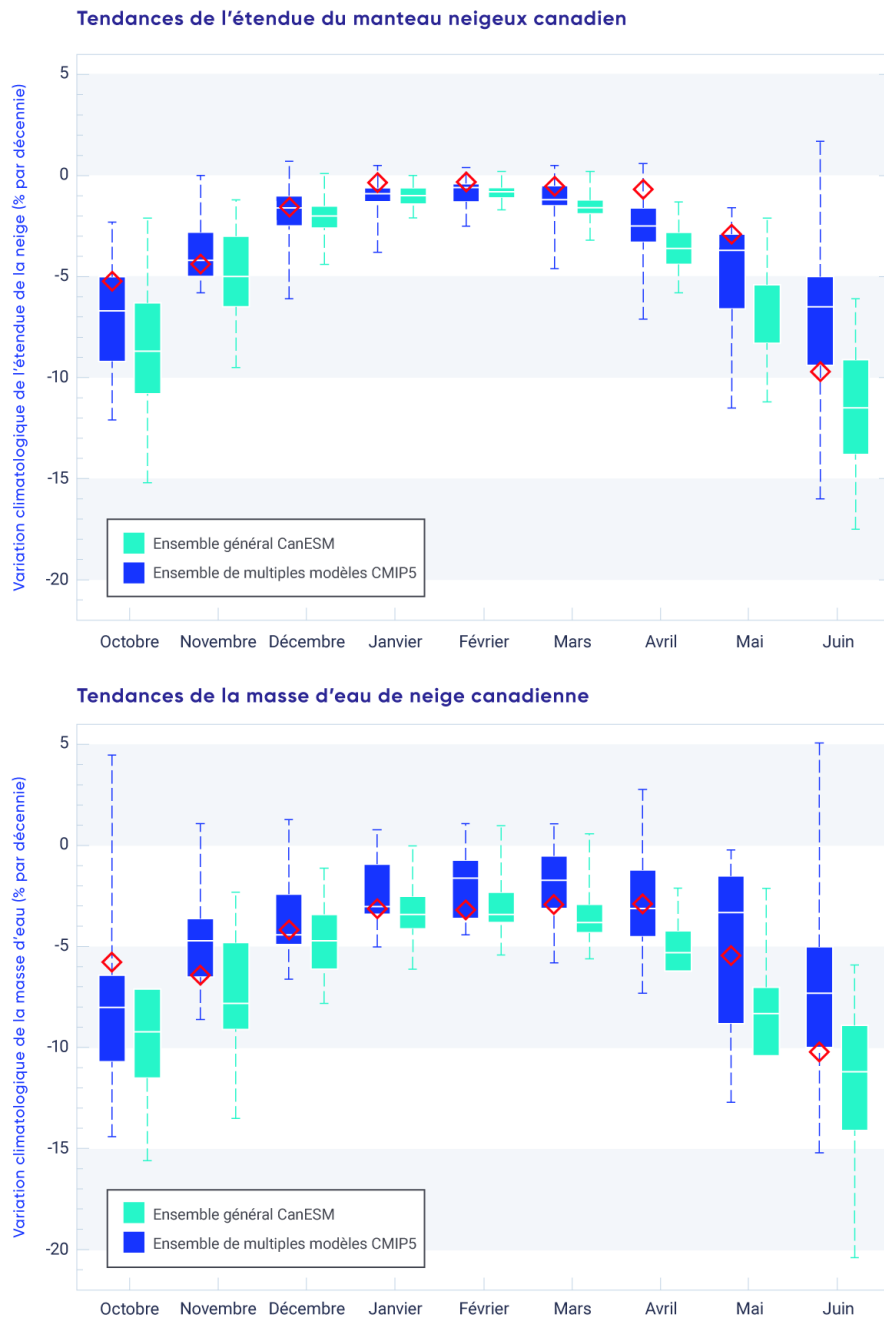 Tendances de l'étendue du manteau neigeux canadien
Variation climatologique de l'étendue de la neige (% par décennie)
5
0
-5
-10
-15
-20
Ensemble général CanESM
Ensemble de multiples modèles CMIP5
Octobre Novembre Décembre Janvier Février Mars Avril Mai Juin
Tendances de la masse d'eau de neige canadienne
Variation climatologique de la masse d'eau (% par décennie)
5
0
-5
-10
-15
-20
Ensemble général CanESM
Ensemble de multiples modèles CMIP5
Octobre Novembre Décembre Janvier Février Mars Avril Mai Juin